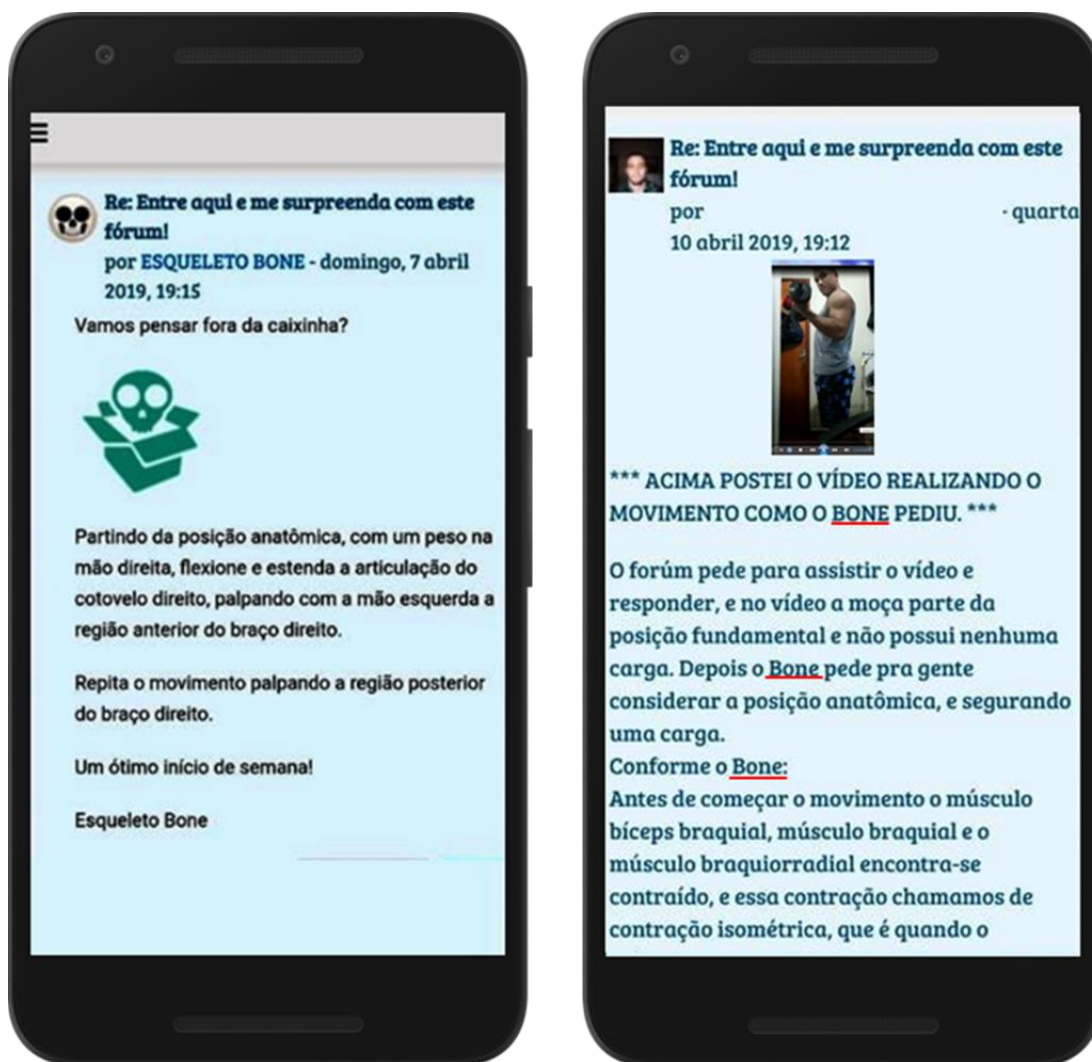 Re: Entre aqui e me surpreenda com este
fórum!
por ESQUELETO BONE - domingo, 7 abril
2019, 19:15
Vamos pensar fora da caixinha?
Partindo da posição anatômica, com um peso na
mão direita, flexione e estenda a articulação do
cotovelo direito, palpando com a mão esquerda a
região anterior do braço direito.
Repita o movimento palpando a região posterior
do braço direito.
Um ótimo início de semana!
Esqueleto Bone
Re: Entre aqui e me surpreenda com este
fórum!
por - quarta
10 abril 2019, 19:12
*** ACIMA POSTEI O VÍDEO REALIZANDO O
MOVIMENTO COMO O BONE PEDIU. ***
O forúm pede para assistir o vídeo e
responder, e no vídeo a moça parte da
posição fundamental e não possui nenhuma
carga. Depois o Bone pede pra gente
considerar a posição anatômica, e segurando
uma carga.
Conforme o Bone:
Antes de começar o movimento o músculo
bíceps braquial, músculo braquial e o
músculo braquiorradial encontra-se
contraído, e essa contração chamamos de
contração isométrica, que é quando o